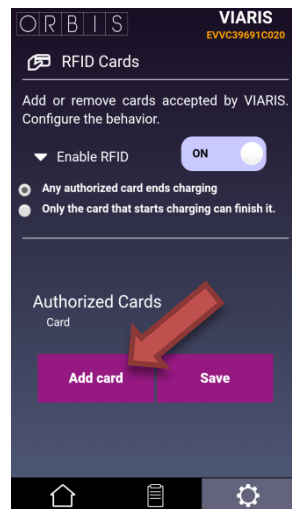 ORBIS
VIARIS
EVVC39691C020
RFID Cards
Add or remove cards accepted by VIARIS.
Configure the behavior.
Enable RFID
ON
Any authorized card ends charging
Only the card that starts charging can finish it.
Authorized Cards
Card
Add card
Save